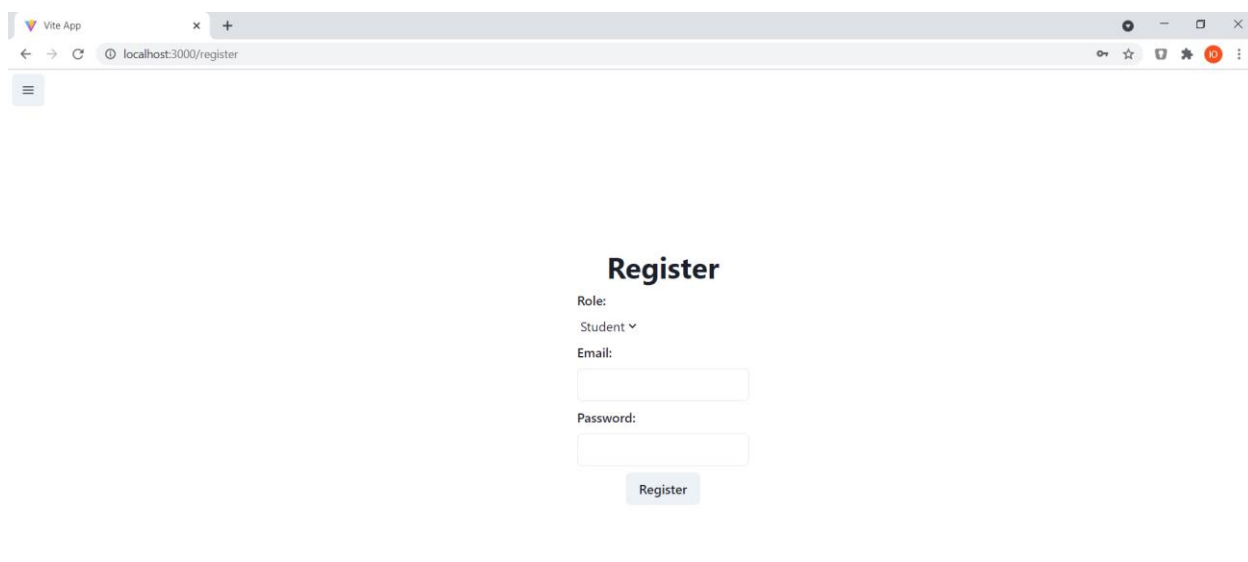 Vite App
localhost:3000/register
Ю
Register
Role:
Student
Email:
Password:
Register